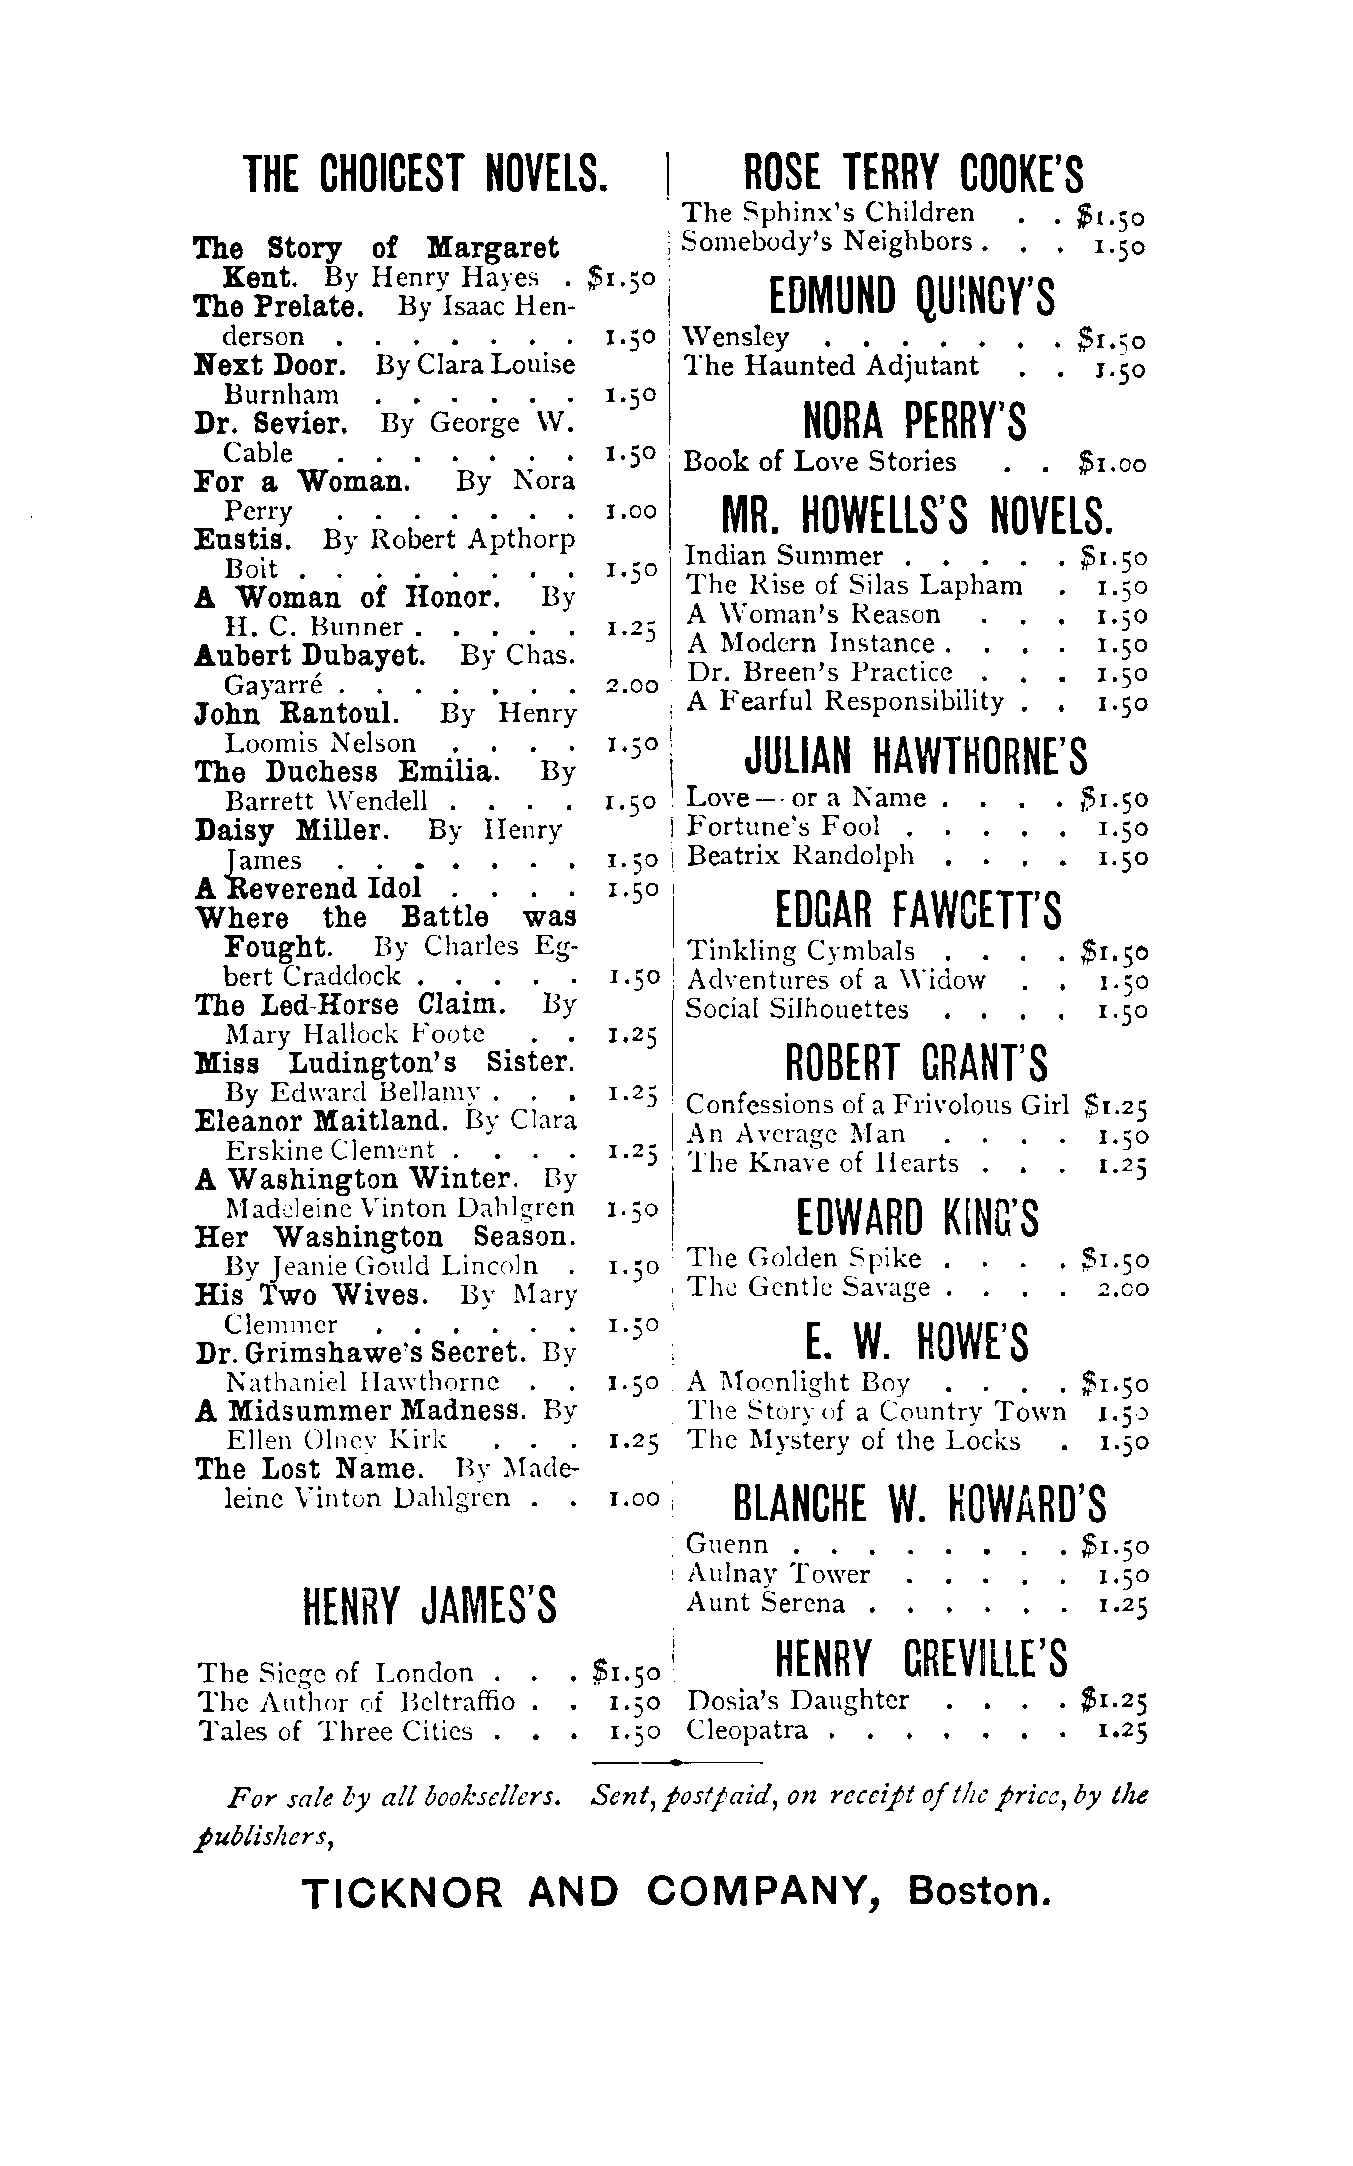 THE CHOICEST NOVELS.
The Story of Margaret
Kent. By Henry Hayes . $1.50
The Prelate. By Isaac Hen-
derson . . . . . . . 1.50
Next Door. By Clara Louise
Burnham . . . . . . 1.50
Dr. Sevier. By George W.
Cable . . . . . . . 1.50
For a Woman. By Nora
Perry . . . . . . . 1.00
Eustis. By Robert Apthorp
Boit . . . . . . . . 1.50
A Woman of Honor. By
H. C. Bunner . . . . . 1.25
Aubert Dubayet. By Chas.
Gayarré . . . . . . . 2.00
John Rantoul. By Henry
Loomis Nelson . . . . 1.50
The Duchess Emilia. By
Barrett Wendell . . . . 1.50
Daisy Miller. By Henry
James . . . . . . . 1.50
A Reverend Idol . . . . 1.50
Where the Battle was
Fought. By Charles Eg-
bert Craddock . . . . . 1.50
The Led-Horse Claim. By
Mary Hallock Foote . . 1.25
Miss Ludington's Sister.
By Edward Bellamy . . . 1.25
Eleanor Maitland. By Clara
Erskine Clement . . . . 1.25
A Washington Winter. By
Madeleine Vinton Dahlgren 1.50
Her Washington Season.
By Jeanie Gould Lincoln . 1.50
His Two Wives. By Mary
Clemmer . . . . . . 1.50
Dr. Grimshawe's Secret. By
Nathaniel Hawthorne . . 1.50
A Midsummer Madness. By
Ellen Olney Kirk . . . 1.25
The Lost Name. By Made-
leine Vinton Dahlgren . . 1.00
HENRY JAMES'S
The Siege of London . . . $1.50
The Author of Beltraffio . . 1.50
Tales of Three Cities . . . 1.50
ROSE TERRY COOKE'S
The Sphinx's Children . . $1.50
Somebody's Neighbors . . . 1.50
EDMUND QUINCY'S
Wensley . . . . . . . $1.50
The Haunted Adjutant . . 1.50
NORA PERRY'S
Book of Love Stories . . $1.00
MR. HOWELLS'S NOVELS.
Indian Summer . . . . . $1.50
The Rise of Silas Lapham . 1.50
A Woman's Reason . . . 1.50
A Modern Instance . . . . 1.50
Dr. Breen's Practice . . . 1.50
A Fearful Responsibility . . 1.50
JULIAN HAWTHORNE'S
Love — or a Name . . . . $1.50
Fortune's Fool . . . . . 1.50
Beatrix Randolph . . . . 1.50
EDGAR FAWCETT'S
Tinkling Cymbals . . . . $1.50
Adventures of a Widow . . 1.50
Social Silhouettes . . . . 1.50
ROBERT GRANT'S
Confessions of a Frivolous Girl $1.25
An Average Man . . . . 1.50
The Knave of Hearts . . . 1.25
EDWARD KING'S
The Golden Spike . . . . $1.50
The Gentle Savage . . . . 2.00
E. W. HOWE'S
A Moonlight Boy . . . . $1.50
The Story of a Country Town 1.50
The Mystery of the Locks . 1.50
BLANCHE W. HOWARD'S
Guenn . . . . . . . . $1.50
Aulnay Tower . . . . . 1.50
Aunt Serena . . . . . . 1.25
HENRY GREVILLE'S
Dosia's Daughter . . . . $1.25
Cleopatra . . . . . . . 1.25
For sale by all booksellers. Sent, postpaid, on receipt of the price, by the
publishers,
TICKNOR AND COMPANY, Boston.